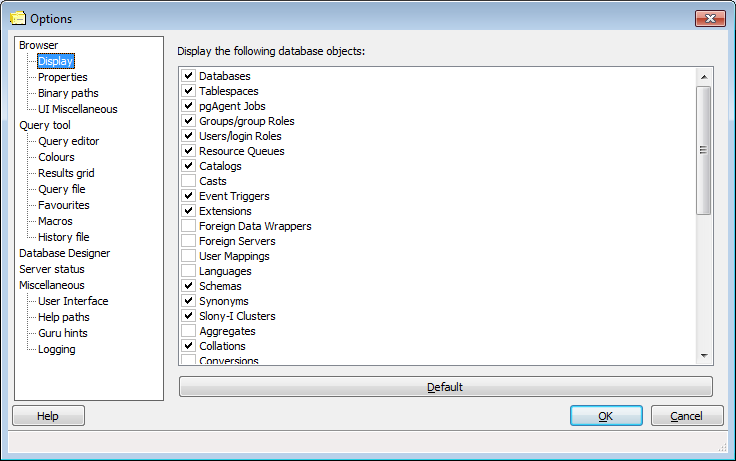 Options
Browser
Display
Properties
Binary paths
UI Miscellaneous
Query tool
Query editor
Colours
Results grid
Query file
Favourites
Macros
History file
Database Designer
Server status
Miscellaneous
User Interface
Help paths
Guru hints
Logging
Display the following database objects:
Databases
Tablespaces
pgAgent Jobs
Groups/group Roles
Users/login Roles
Resource Queues
Catalogs
Casts
Event Triggers
Extensions
Foreign Data Wrappers
Foreign Servers
User Mappings
Languages
Schemas
Synonyms
Slony-I Clusters
Aggregates
Collations
Conversions
Default
Help
OK
Cancel